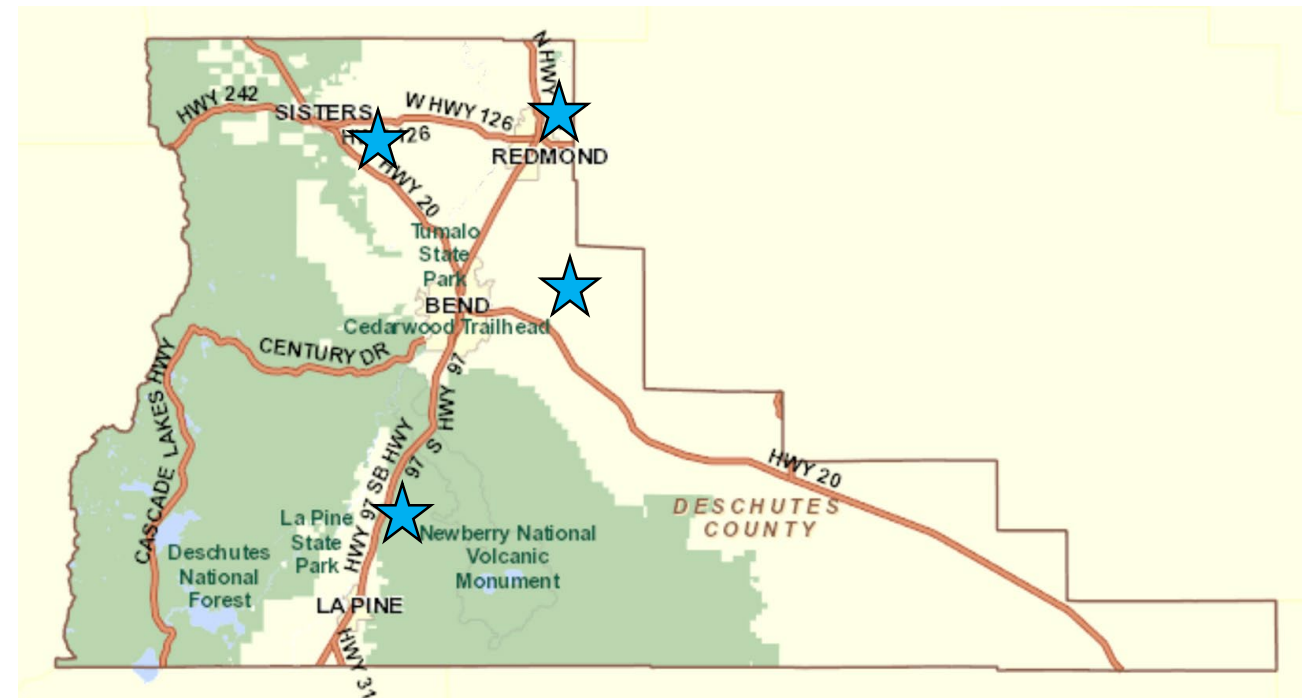 N HWY
HWY 242
SISTERS
W HWY 126
126
REDMOND
HWY 20
Tumalo
State
Park
BEND
Cedarwood Trailhead
CENTURY DR
CASCADE LAKES HWY
S HWY 97
HWY 97 SB HWY 97
HWY 20
DESCHUTES
COUNTY
La Pine
State
Park
Newberry National
Volcanic
Monument
Deschutes
National
Forest
LA PINE
HWY 31